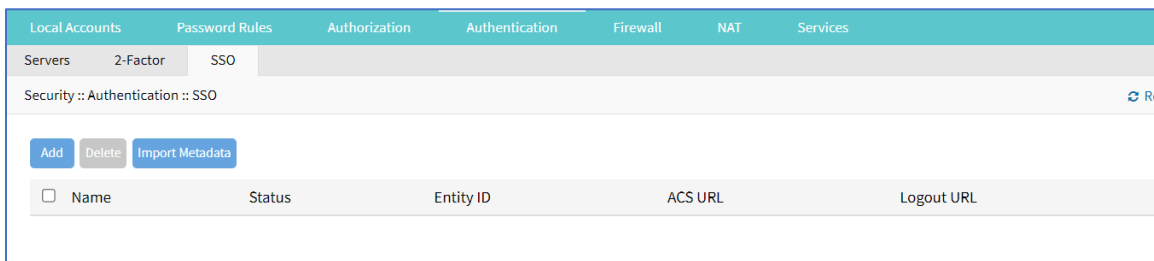 Local Accounts Password Rules Authorization Authentication Firewall NAT Services
Servers 2-Factor SSO
Security :: Authentication :: SSO R
Add Delete Import Metadata
Name Status Entity ID ACS URL Logout URL